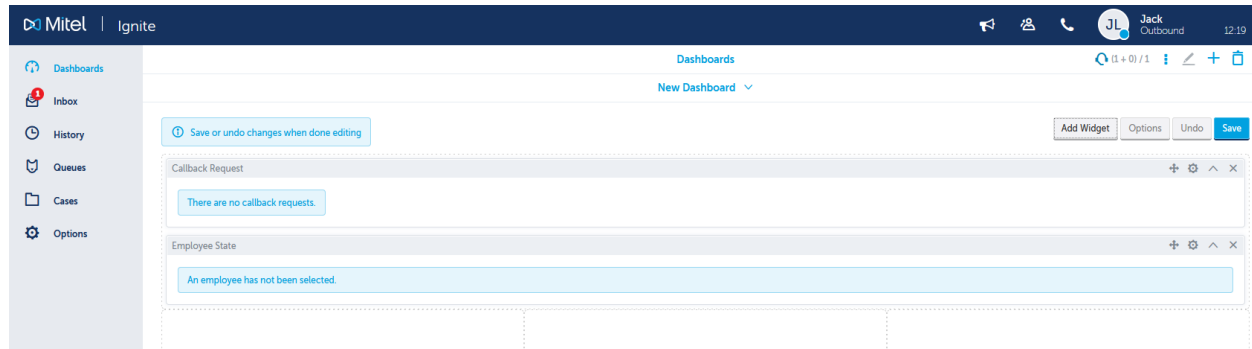 Mitel | Ignite
Jack
Outbound
JL
12:19
Dashboards
Dashboards
(1 + 0) / 1
1
Inbox
New Dashboard
History
Save or undo changes when done editing
Add Widget
Options
Undo
Save
Queues
Callback Request
Cases
There are no callback requests.
Options
Employee State
An employee has not been selected.